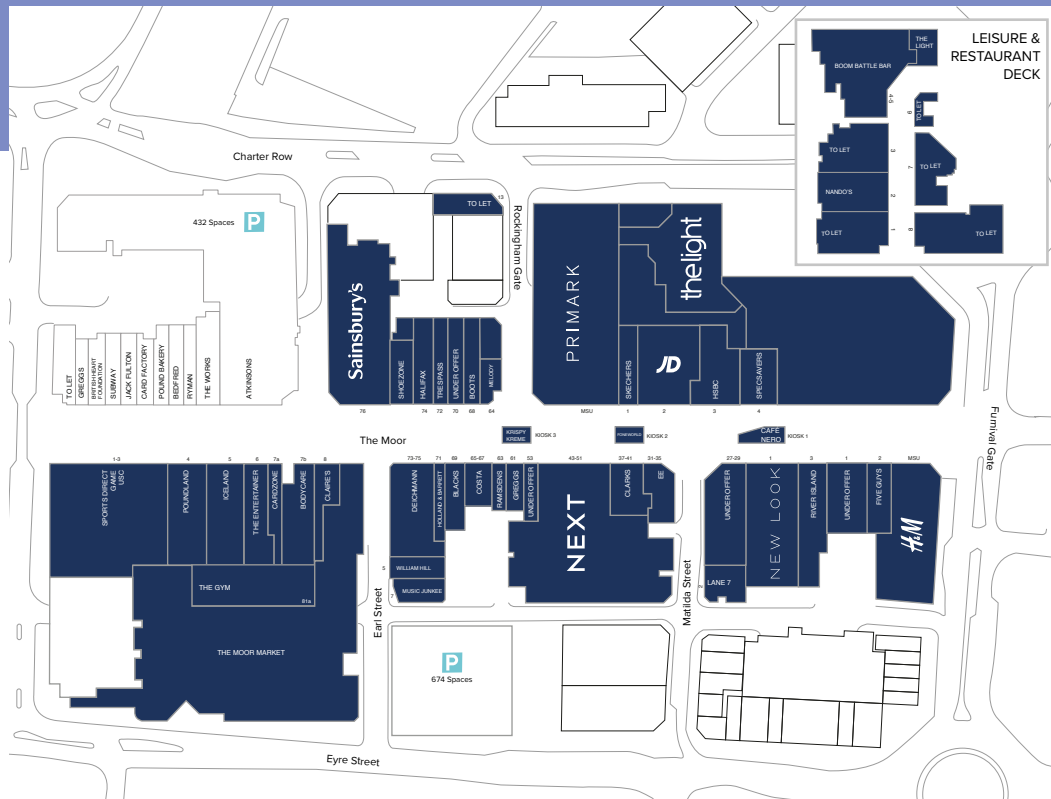 LEISURE &
RESTAURANT
DECK
THE
LIGHT
BOOM BATTLE BAR
4-5
6
TO LET
TO LET
3
7
TO LET
NANDO'S
2
TO LET
1
8
TO LET
Charter Row
432 Spaces
P
TO LET
13
Rockingham Gate
Sainsbury's
PRIMARK
the light
TO LET
GREGGS
BRITISH HEART
FOUNDATION
SUBWAY
JACK FULTON
CARD FACTORY
POUND BAKERY
BEDFRED
RYMAN
THE WORKS
ATKINSONS
SHOEZONE
HALIFAX
TRESPASS
UNDER OFFER
BOOTS
MELODY
SKECHERS
JD
HSBC
SPECSAVERS
76
74
72
70
68
64
MSU
1
2
3
4
The Moor
KRISPY
KREME
KIOSK 3
FONEWORLD
KIOSK 2
CAFE
NERO
KIOSK 1
Furnival Gate
1-3
4
5
6
7a
7b
8
73-75
71
69
65-67
63
61
53
43-51
37-41
31-35
27-29
1
3
1
2
MSU
SPORTS DIRECT
GAME
USC
POUNDLAND
ICELAND
THE ENTERTAINER
CARDZONE
BODYCARE
CLAIRE'S
DEICHMANN
HOLLAND & BARRETT
BLACKS
COSTA
RAMSDENS
GREGGS
UNDER OFFER
NEXT
CLARKS
EE
UNDER OFFER
NEW LOOK
RIVER ISLAND
UNDER OFFER
FIVE GUYS
H&M
5
WILLIAM HILL
7
MUSIC JUNKEE
THE GYM
81a
LANE 7
THE MOOR MARKET
Earl Street
Matilda Street
P
674 Spaces
Eyre Street